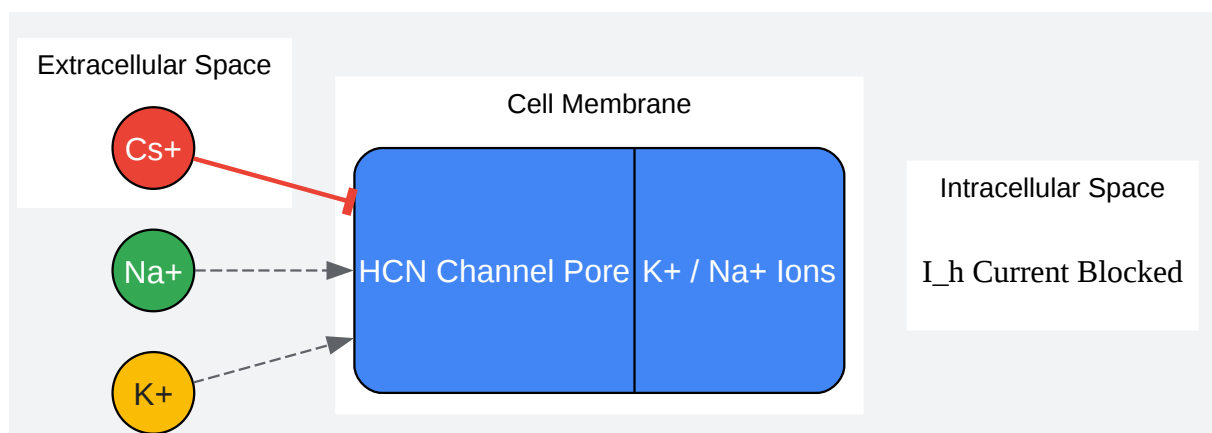 Extracellular Space
Cs+
Na+
K+
Cell Membrane
HCN Channel Pore
K+ / Na+ Ions
Intracellular Space
I_h Current Blocked